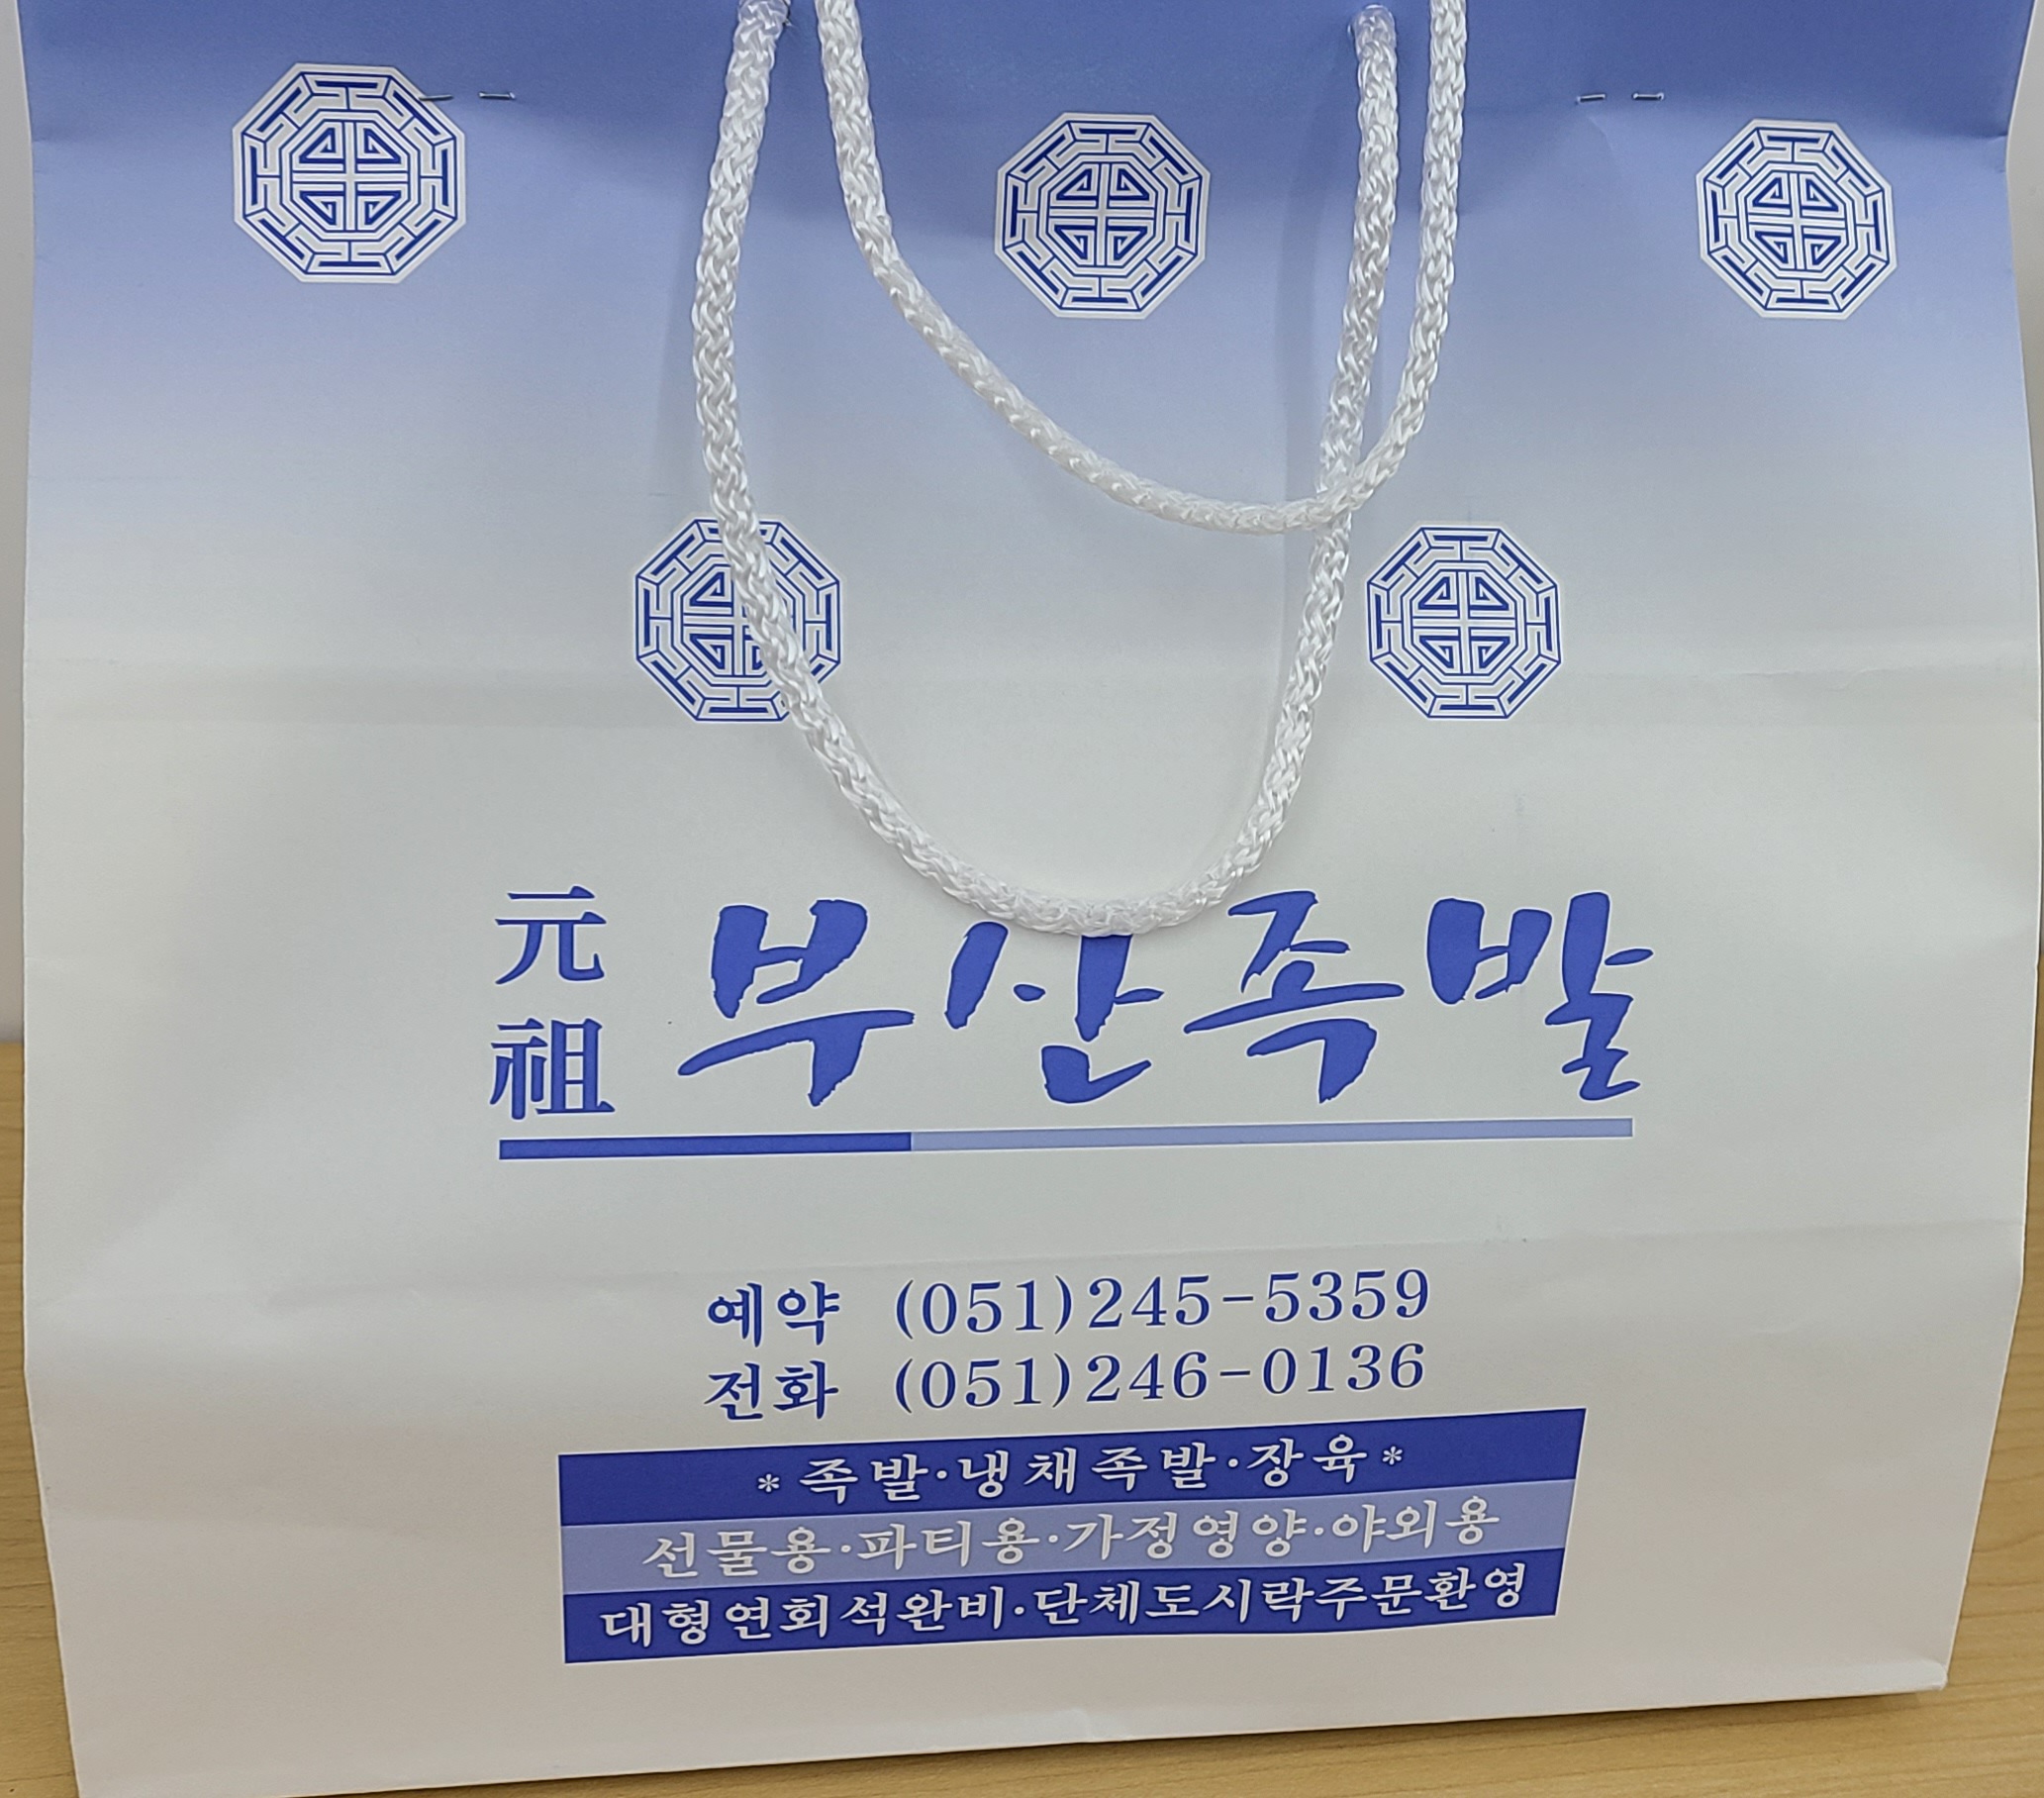 元祖 부산족발
예약 (051)245-5359
전화 (051)246-0136
*족발·냉채족발·장육*
선물용·파티용·가정영양·야외용
대형연회석완비·단체도시락주문환영